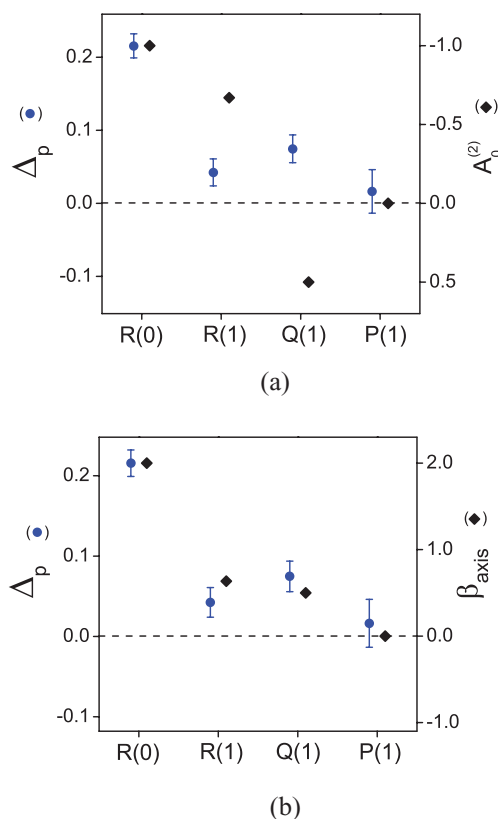 0.2
0.1
0.0
-0.1
Δp ( )
-1.0
-0.5
0.0
0.5
A0(2) ( )
R(0) R(1) Q(1) P(1)
(a)
0.2
0.1
0.0
-0.1
Δp ( )
2.0
1.0
0.0
-1.0
βaxis ( )
R(0) R(1) Q(1) P(1)
(b)